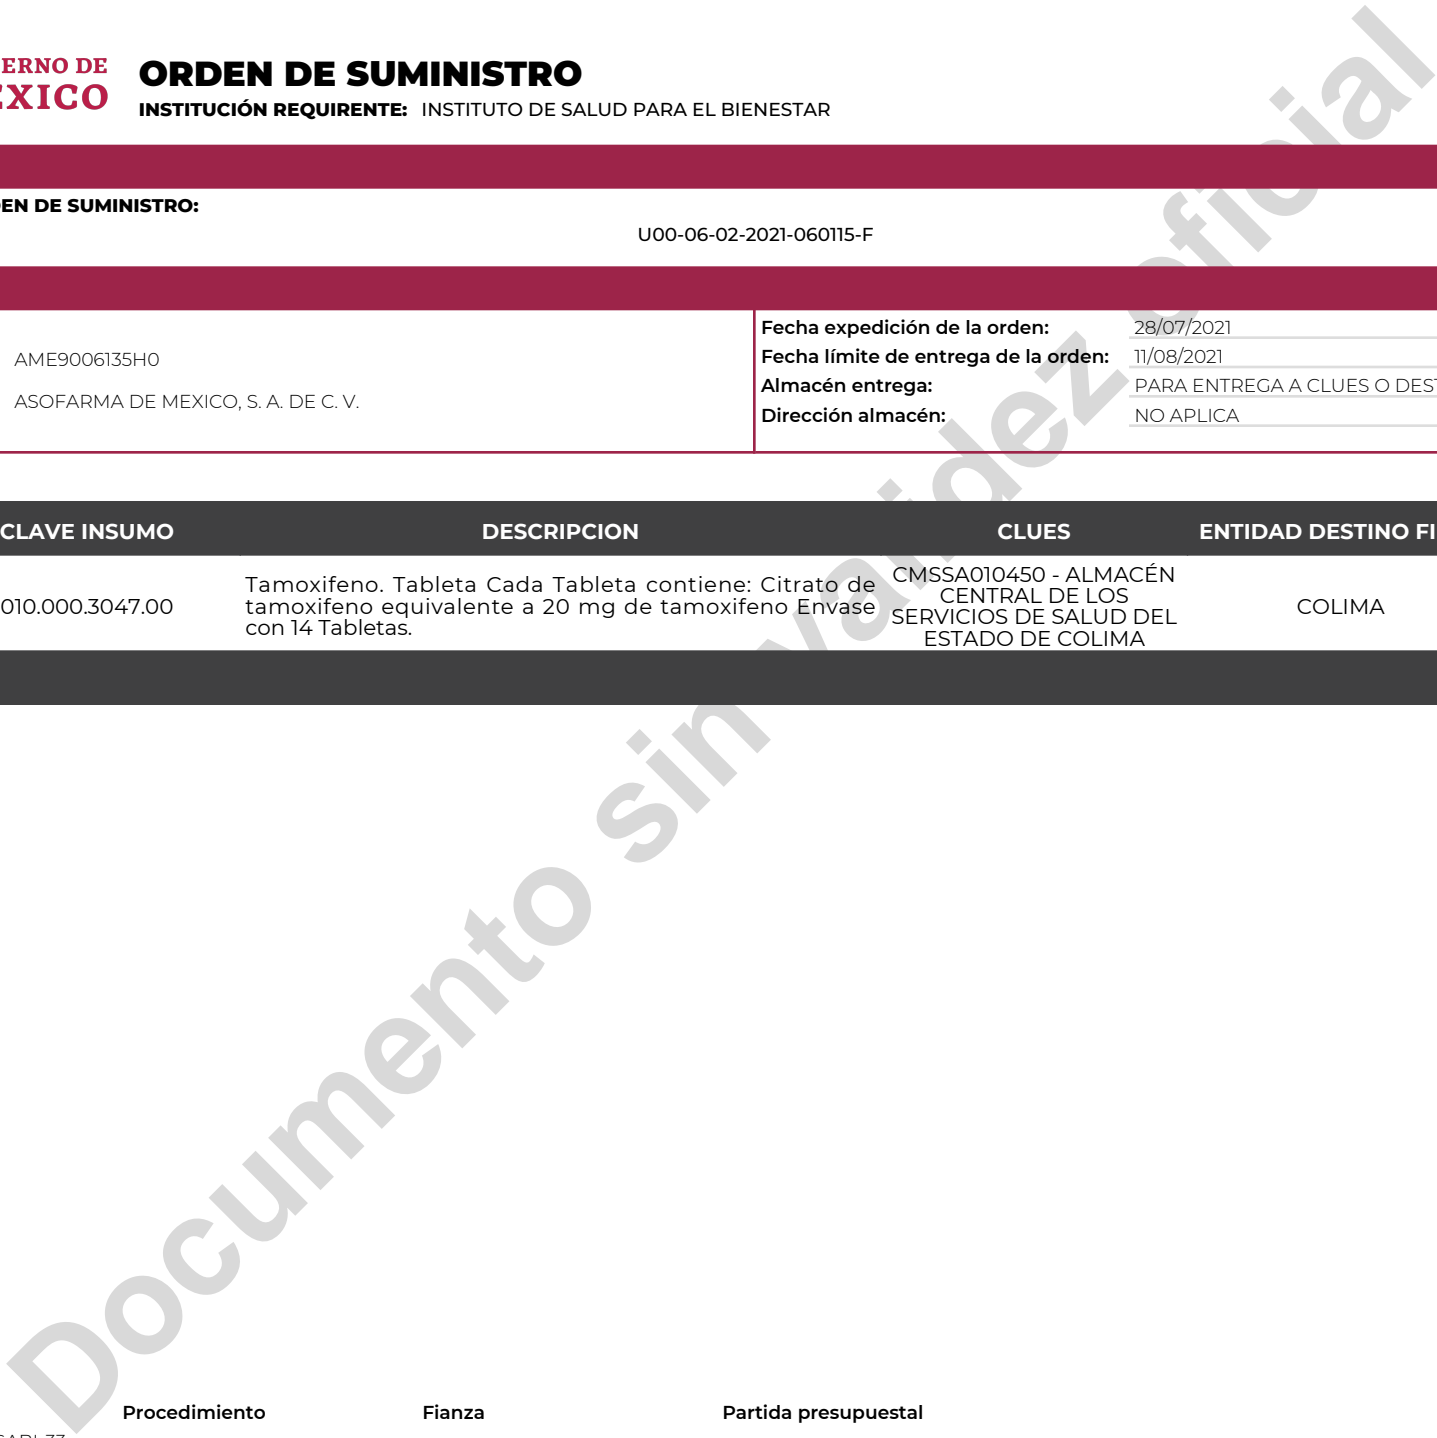 ERNO DE
EXICO
ORDEN DE SUMINISTRO
INSTITUCIÓN REQUIRENTE: INSTITUTO DE SALUD PARA EL BIENESTAR
EN DE SUMINISTRO:
U00-06-02-2021-060115-F
AME9006135H0
ASOFARMA DE MEXICO, S. A. DE C. V.
Fecha expedición de la orden: 28/07/2021
Fecha límite de entrega de la orden: 11/08/2021
Almacén entrega: PARA ENTREGA A CLUES O DEST
Dirección almacén: NO APLICA
CLAVE INSUMO DESCRIPCION CLUES ENTIDAD DESTINO FI
010.000.3047.00
Tamoxifeno. Tableta Cada Tableta contiene: Citrato de
tamoxifeno equivalente a 20 mg de tamoxifeno Envase
con 14 Tabletas.
CMSSA010450 - ALMACÉN
CENTRAL DE LOS
SERVICIOS DE SALUD DEL
ESTADO DE COLIMA
COLIMA
Documento sin validez oficial
Procedimiento Fianza Partida presupuestal